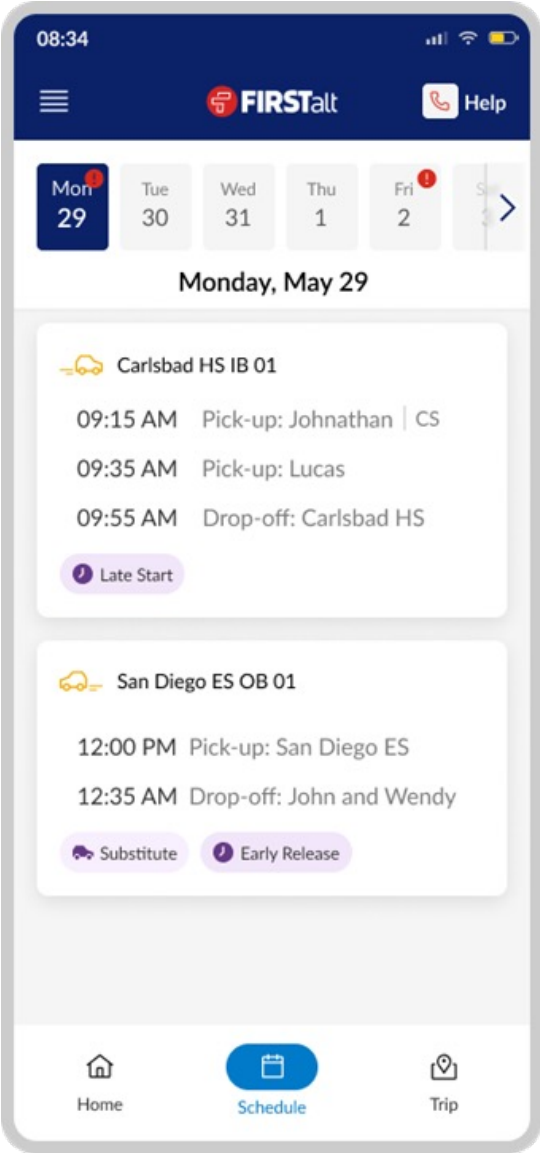 08:34
FIRSTalt
Help
Mon Tue Wed Thu Fri
29 30 31 1 2 3
Monday, May 29
Carlsbad HS IB 01
09:15 AM Pick-up: Johnathan | CS
09:35 AM Pick-up: Lucas
09:55 AM Drop-off: Carlsbad HS
Late Start
San Diego ES OB 01
12:00 PM Pick-up: San Diego ES
12:35 AM Drop-off: John and Wendy
Substitute Early Release
Home Schedule Trip